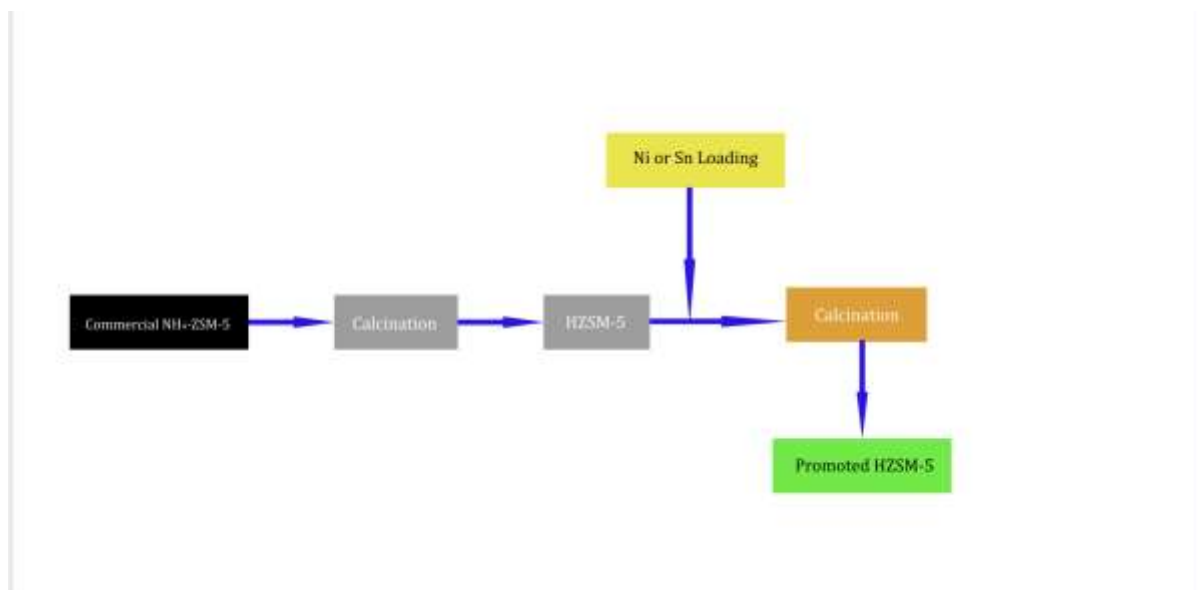 Ni or Sn Loading
Commercial NH₄-ZSM-5
Calcination
HZSM-5
Calcination
Promoted HZSM-5